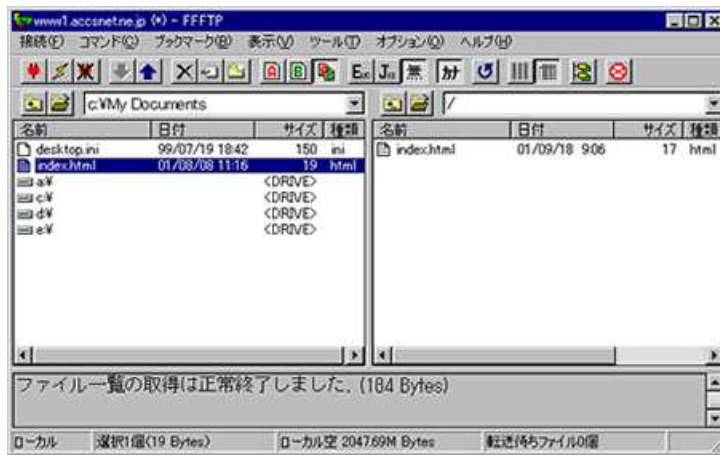 www1.accsnet.ne.jp (*) - FFFTP
接続(F) コマンド(C) ブックマーク(B) 表示(V) ツール(T) オプション(O) ヘルプ(H)
A B Ex Jis 無 カナ
c:¥My Documents /
名前 日付 サイズ 種類 名前 日付 サイズ 種類
desktop.ini 99/07/19 18:42 150 ini index.html 01/09/18 9:06 17 html
index.html 01/08/08 11:16 19 html
a:¥ <DRIVE>
c:¥ <DRIVE>
d:¥ <DRIVE>
e:¥ <DRIVE>
ファイル一覧の取得は正常終了しました. (184 Bytes)
ローカル 選択1個(19 Bytes) ローカル空 2047.69M Bytes 転送待ちファイル0個